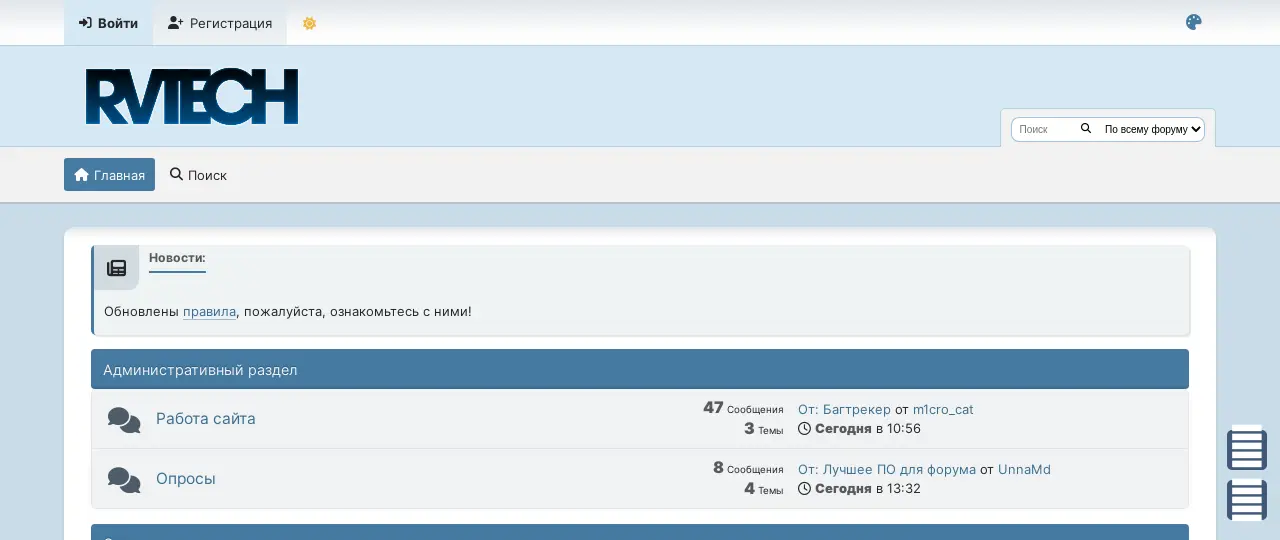 Войти
Регистрация
RVTECH
Поиск
По всему форуму
Главная
Поиск
Новости:
Обновлены правила, пожалуйста, ознакомьтесь с ними!
Административный раздел
Работа сайта
47 Сообщения
3 Темы
От: Багтрекер от m1cro_cat
Сегодня в 10:56
Опросы
8 Сообщения
4 Темы
От: Лучшее ПО для форума от UnnaMd
Сегодня в 13:32